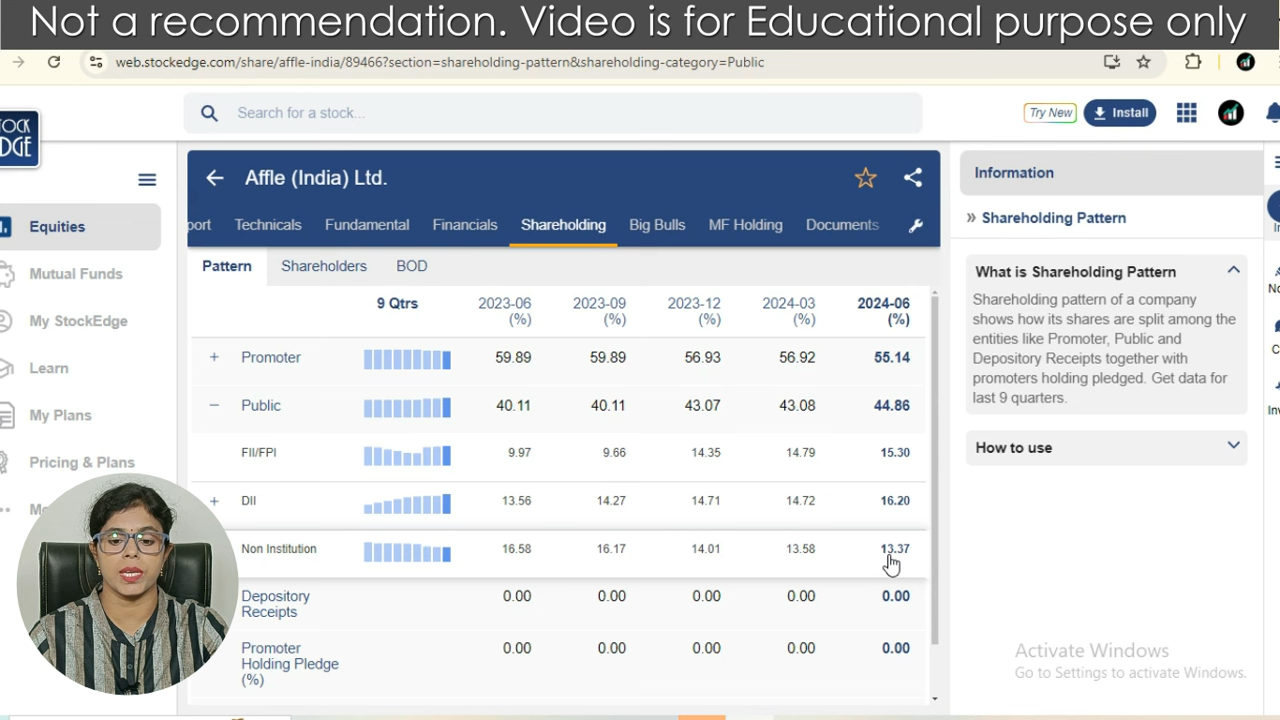 Not a recommendation. Video is for Educational purpose only
web.stockedge.com/share/affle-india/89466?section=shareholding-pattern&shareholding-category=Public
Search for a stock...
Try New
Install
STOCK
EDGE
Equities
Mutual Funds
My StockEdge
Learn
My Plans
Pricing & Plans
Affle (India) Ltd.
port Technicals Fundamental Financials Shareholding Big Bulls MF Holding Documents
Pattern Shareholders BOD
9 Qtrs 2023-06 2023-09 2023-12 2024-03 2024-06
(%) (%) (%) (%) (%)
+ Promoter 59.89 59.89 56.93 56.92 55.14
− Public 40.11 40.11 43.07 43.08 44.86
FII/FPI 9.97 9.66 14.35 14.79 15.30
+ DII 13.56 14.27 14.71 14.72 16.20
Non Institution 16.58 16.17 14.01 13.58 13.37
Depository
Receipts 0.00 0.00 0.00 0.00 0.00
Promoter 0.00 0.00 0.00 0.00 0.00
Holding Pledge
(%)
Information
» Shareholding Pattern
What is Shareholding Pattern
Shareholding pattern of a company
shows how its shares are split among the
entities like Promoter, Public and
Depository Receipts together with
promoters holding pledged. Get data for
last 9 quarters.
How to use
Activate Windows
Go to Settings to activate Windows.